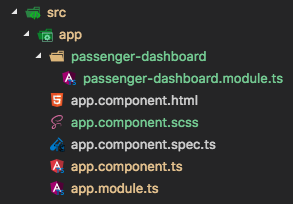 src
app
passenger-dashboard
passenger-dashboard.module.ts
app.component.html
app.component.scss
app.component.spec.ts
app.component.ts
app.module.ts